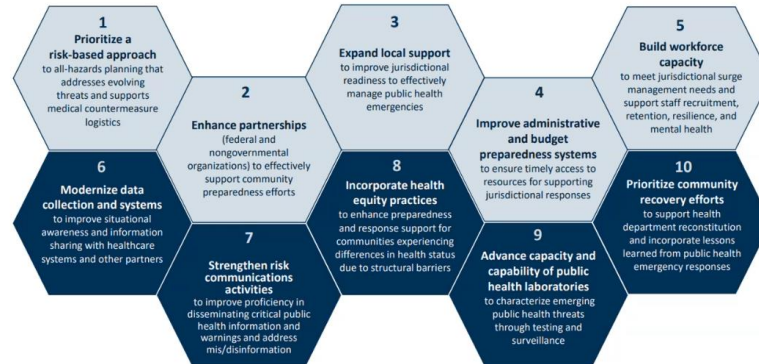 1
Prioritize a
risk-based approach
to all-hazards planning that
addresses evolving
threats and supports
medical countermeasure
logistics
2
Enhance partnerships
(federal and
nongovernmental
organizations) to effectively
support community
preparedness efforts
3
Expand local support
to improve jurisdictional
readiness to effectively
manage public health
emergencies
4
Improve administrative
and budget
preparedness systems
to ensure timely access to
resources for supporting
jurisdictional responses
5
Build workforce
capacity
to meet jurisdictional surge
management needs and
support staff recruitment,
retention, resilience, and
mental health
6
Modernize data
collection and systems
to improve situational
awareness and information
sharing with healthcare
systems and other partners
7
Strengthen risk
communications
activities
to improve proficiency in
disseminating critical public
health information and
warnings and address
mis/disinformation
8
Incorporate health
equity practices
to enhance preparedness
and response support for
communities experiencing
differences in health status
due to structural barriers
9
Advance capacity and
capability of public
health laboratories
to characterize emerging
public health threats
through testing and
surveillance
10
Prioritize community
recovery efforts
to support health
department reconstitution
and incorporate lessons
learned from public health
emergency responses